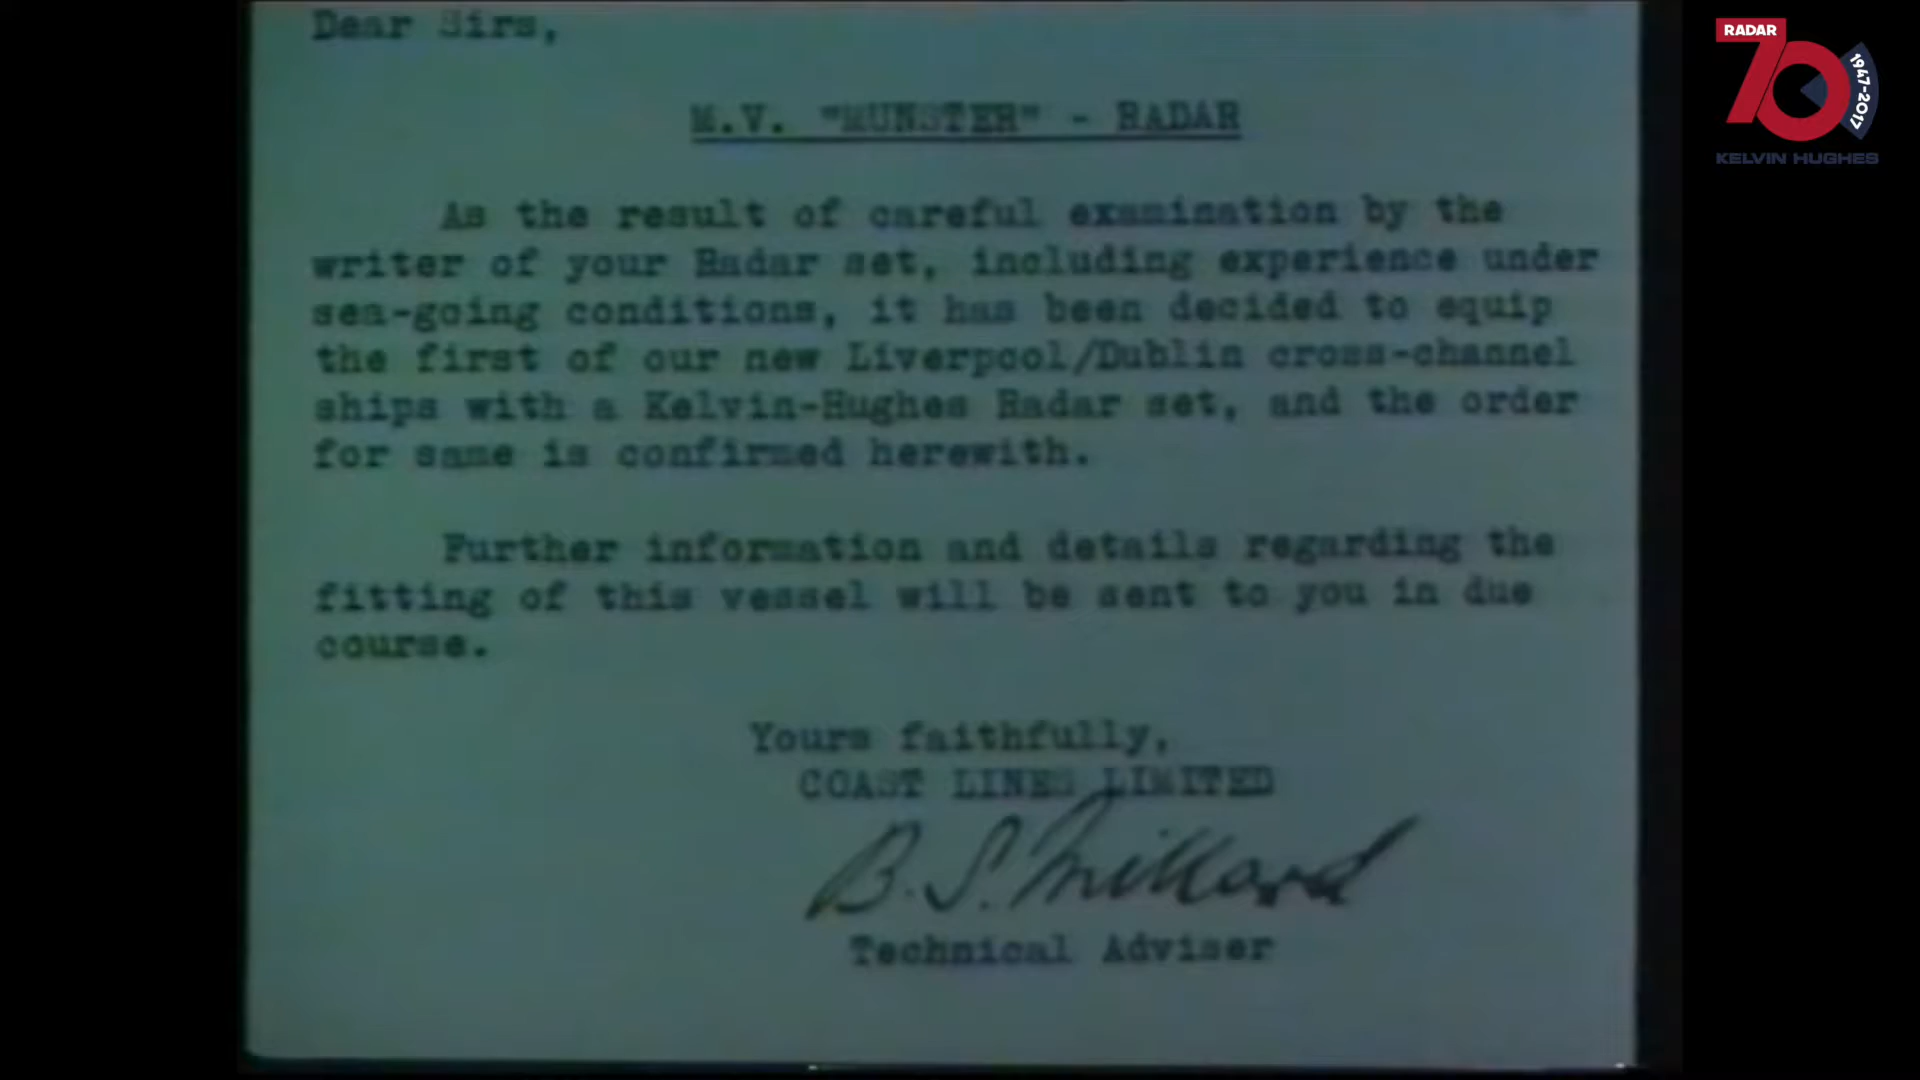 Dear Sirs,
M.V. "MUNSTER" - RADAR
As the result of careful examination by the
writer of your Radar set, including experience under
sea-going conditions, it has been decided to equip
the first of our new Liverpool/Dublin cross-channel
ships with a Kelvin-Hughes Radar set, and the order
for same is confirmed herewith.
Further information and details regarding the
fitting of this vessel will be sent to you in due
course.
Yours faithfully,
COAST LINES LIMITED
B.S. Millard
Technical Adviser
RADAR
70
1947-2017
KELVIN HUGHES